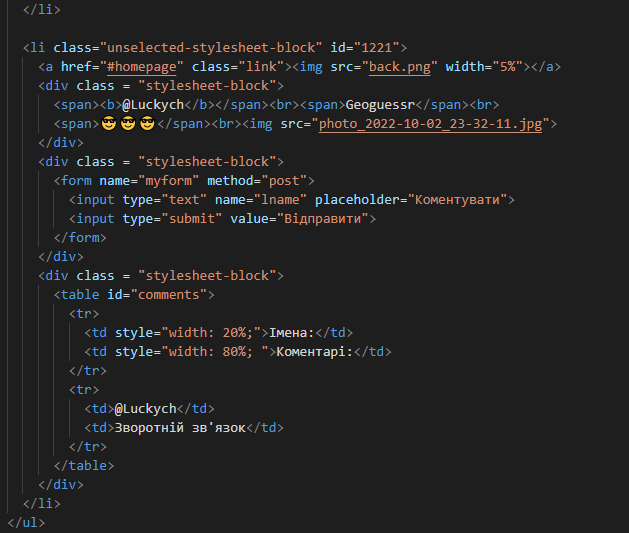 </li>
<li class="unselected-stylesheet-block" id="1221">
<a href="#homepage" class="link"><img src="back.png" width="5%"></a>
<div class = "stylesheet-block">
<span><b>@Luckych</b></span><br><span>Geoguessr</span><br>
<span>😎😎😎</span><br><img src="photo_2022-10-02_23-32-11.jpg">
</div>
<div class = "stylesheet-block">
<form name="myform" method="post">
<input type="text" name="lname" placeholder="Коментувати">
<input type="submit" value="Відправити">
</form>
</div>
<div class = "stylesheet-block">
<table id="comments">
<tr>
<td style="width: 20%;">Імена:</td>
<td style="width: 80%; ">Коментарі:</td>
</tr>
<tr>
<td>@Luckych</td>
<td>Зворотній зв'язок</td>
</tr>
</table>
</div>
</li>
</ul>